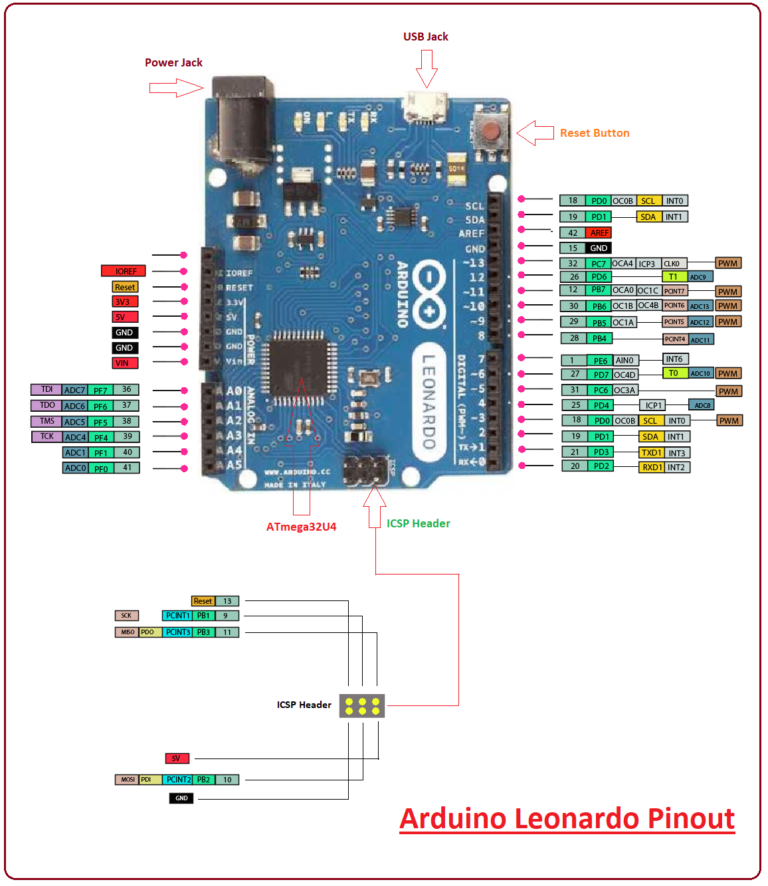 USB Jack
Power Jack
Reset Button
ON
L
TX
RX
SCL
SDA
AREF
GND
~13
12
~11
~10
~9
8
7
~6
~5
4
~3
2
TX→1
RX←0
DIGITAL (PWM~)
IOREF
RESET
3.3V
5V
GND
GND
Vin
POWER
A0
A1
A2
A3
A4
A5
ANALOG IN
ARDUINO
LEONARDO
ICSP
WWW.ARDUINO.CC
MADE IN ITALY
IOREF
Reset
3V3
5V
GND
GND
VIN
TDI ADC7 PF7 36
TDO ADC6 PF6 37
TMS ADC5 PF5 38
TCK ADC4 PF4 39
ADC1 PF1 40
ADC0 PF0 41
18 PD0 OC0B SCL INT0
19 PD1 SDA INT1
42 AREF
15 GND
32 PC7 OCA4 ICP3 CLK0 PWM
26 PD6 T1 ADC9
12 PB7 OCA0 OC1C PCINT7 PWM
30 PB6 OC1B OC4B PCINT6 ADC13 PWM
29 PB5 OC1A PCINT5 ADC12 PWM
28 PB4 PCINT4 ADC11
1 PE6 AIN0 INT6
27 PD7 OC4D T0 ADC10 PWM
31 PC6 OC3A PWM
25 PD4 ICP1 ADC8
18 PD0 OC0B SCL INT0 PWM
19 PD1 SDA INT1
21 PD3 TXD1 INT3
20 PD2 RXD1 INT2
ATmega32U4
ICSP Header
Reset 13
SCK PCINT1 PB1 9
MISO PDO PCINT3 PB3 11
ICSP Header
5V
MOSI PDI PCINT2 PB2 10
GND
Arduino Leonardo Pinout